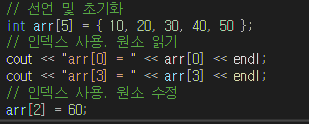 // 선언 및 초기화
int arr[5] = { 10, 20, 30, 40, 50 };
// 인덱스 사용. 원소 읽기
cout << "arr[0] = " << arr[0] << endl;
cout << "arr[3] = " << arr[3] << endl;
// 인덱스 사용. 원소 수정
arr[2] = 60;